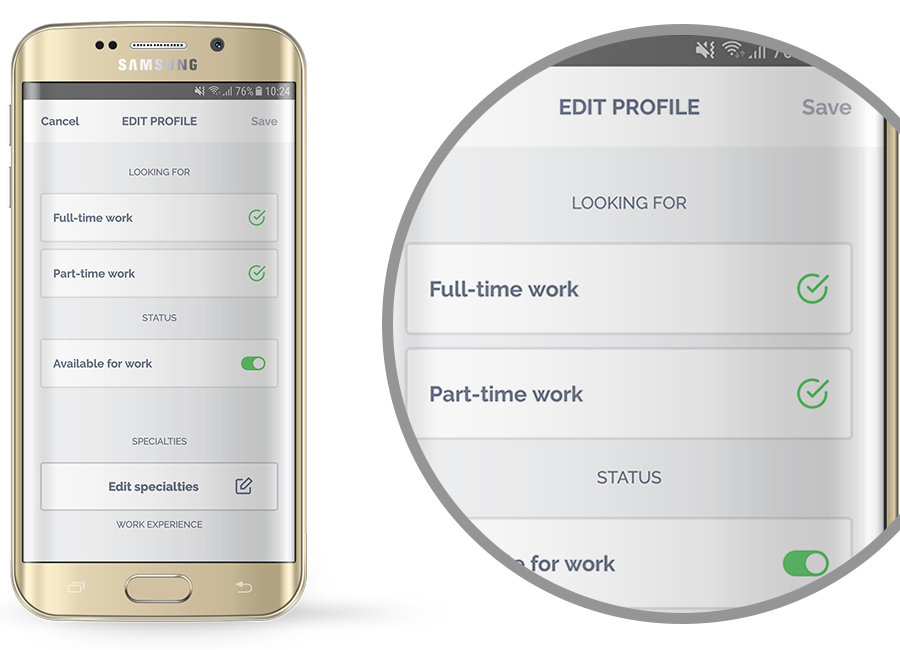 SAMSUNG
76% 10:24
Cancel EDIT PROFILE Save
LOOKING FOR
Full-time work
Part-time work
STATUS
Available for work
SPECIALTIES
Edit specialties
WORK EXPERIENCE
EDIT PROFILE Save
LOOKING FOR
Full-time work
Part-time work
STATUS
for work